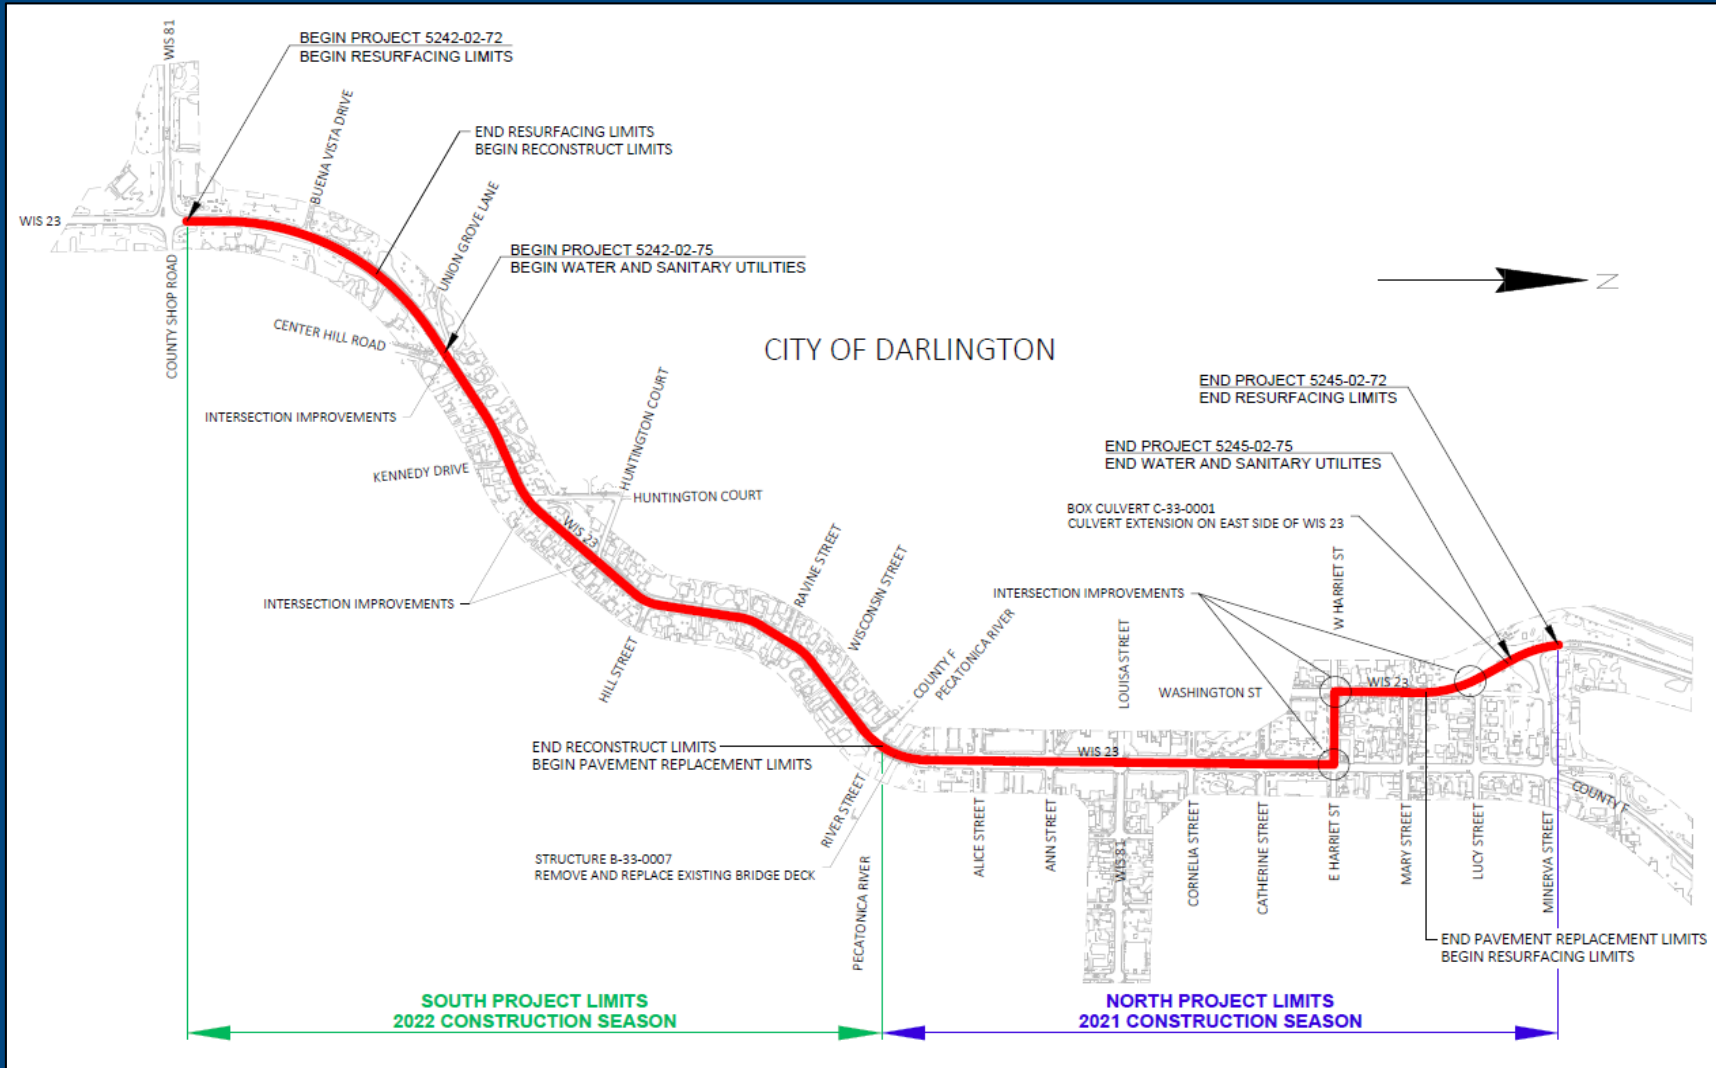 WIS 81
BEGIN PROJECT 5242-02-72
BEGIN RESURFACING LIMITS
BUENA VISTA DRIVE
END RESURFACING LIMITS
BEGIN RECONSTRUCT LIMITS
WIS 23
UNION GROVE LANE
BEGIN PROJECT 5242-02-75
BEGIN WATER AND SANITARY UTILITIES
COUNTY SHOP ROAD
CENTER HILL ROAD
N
CITY OF DARLINGTON
INTERSECTION IMPROVEMENTS
HUNTINGTON COURT
END PROJECT 5245-02-72
END RESURFACING LIMITS
END PROJECT 5245-02-75
END WATER AND SANITARY UTILITES
KENNEDY DRIVE
HUNTINGTON COURT
BOX CULVERT C-33-0001
CULVERT EXTENSION ON EAST SIDE OF WIS 23
WIS 23
RAVINE STREET
WISCONSIN STREET
W HARRIET ST
INTERSECTION IMPROVEMENTS
INTERSECTION IMPROVEMENTS
HILL STREET
COUNTY F
PECATONICA RIVER
LOUISA STREET
WASHINGTON ST
WIS 23
END RECONSTRUCT LIMITS
BEGIN PAVEMENT REPLACEMENT LIMITS
WIS 23
RIVER STREET
COUNTY F
STRUCTURE B-33-0007
REMOVE AND REPLACE EXISTING BRIDGE DECK
PECATONICA RIVER
ALICE STREET
ANN STREET
WIS 81
CORNELIA STREET
CATHERINE STREET
E HARRIET ST
MARY STREET
LUCY STREET
MINERVA STREET
END PAVEMENT REPLACEMENT LIMITS
BEGIN RESURFACING LIMITS
SOUTH PROJECT LIMITS
2022 CONSTRUCTION SEASON
NORTH PROJECT LIMITS
2021 CONSTRUCTION SEASON